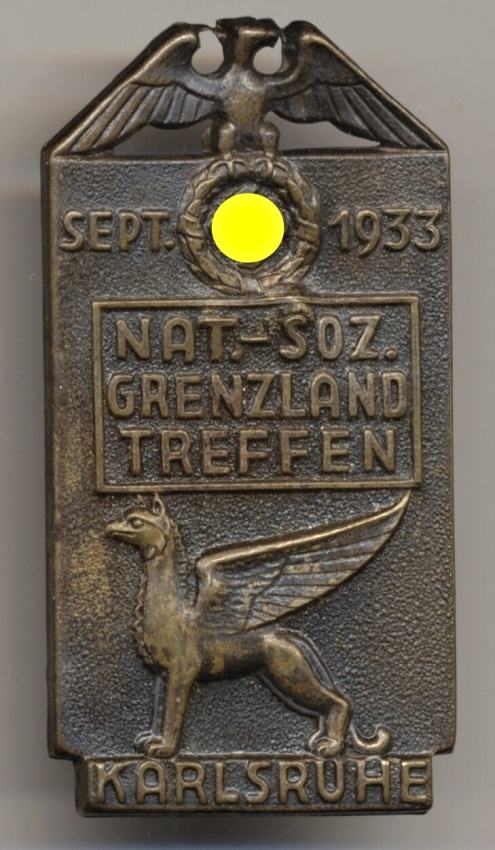 SEPT. 1933
NAT.-SOZ.
GRENZLAND
TREFFEN
KARLSRUHE